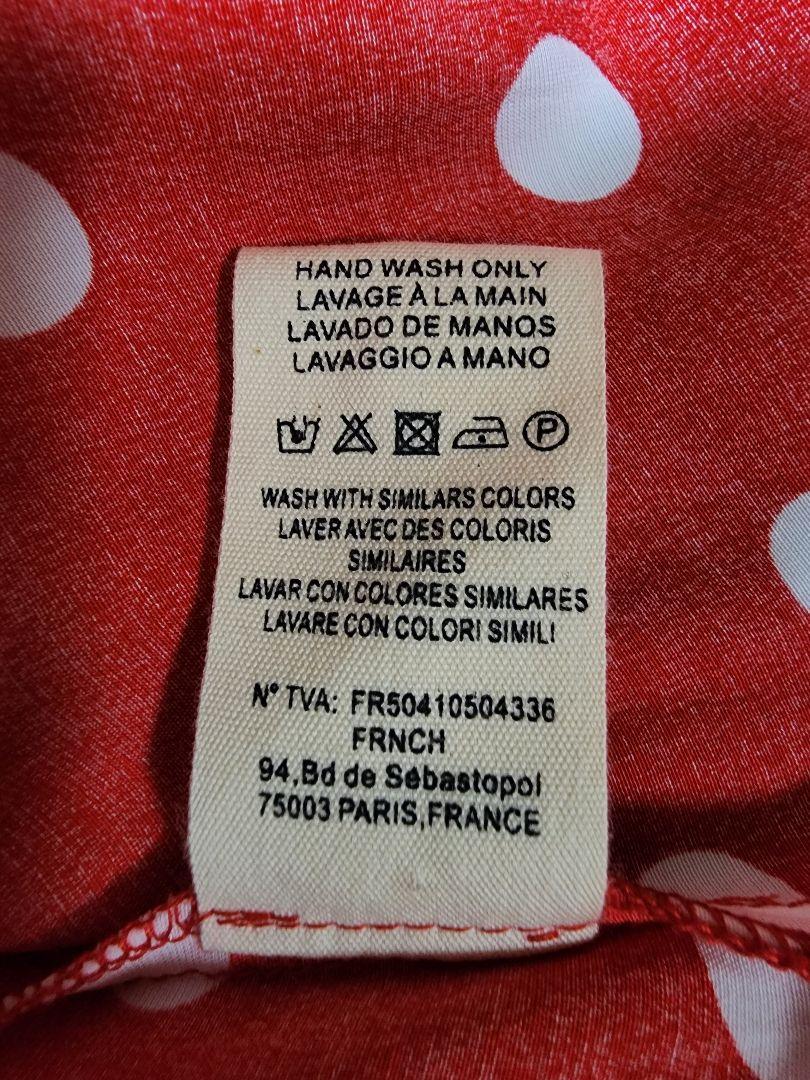 HAND WASH ONLY
LAVAGE À LA MAIN
LAVADO DE MANOS
LAVAGGIO A MANO
P
WASH WITH SIMILARS COLORS
LAVER AVEC DES COLORIS
SIMILAIRES
LAVAR CON COLORES SIMILARES
LAVARE CON COLORI SIMILI
N° TVA: FR50410504336
FRNCH
94,Bd de Sébastopol
75003 PARIS,FRANCE